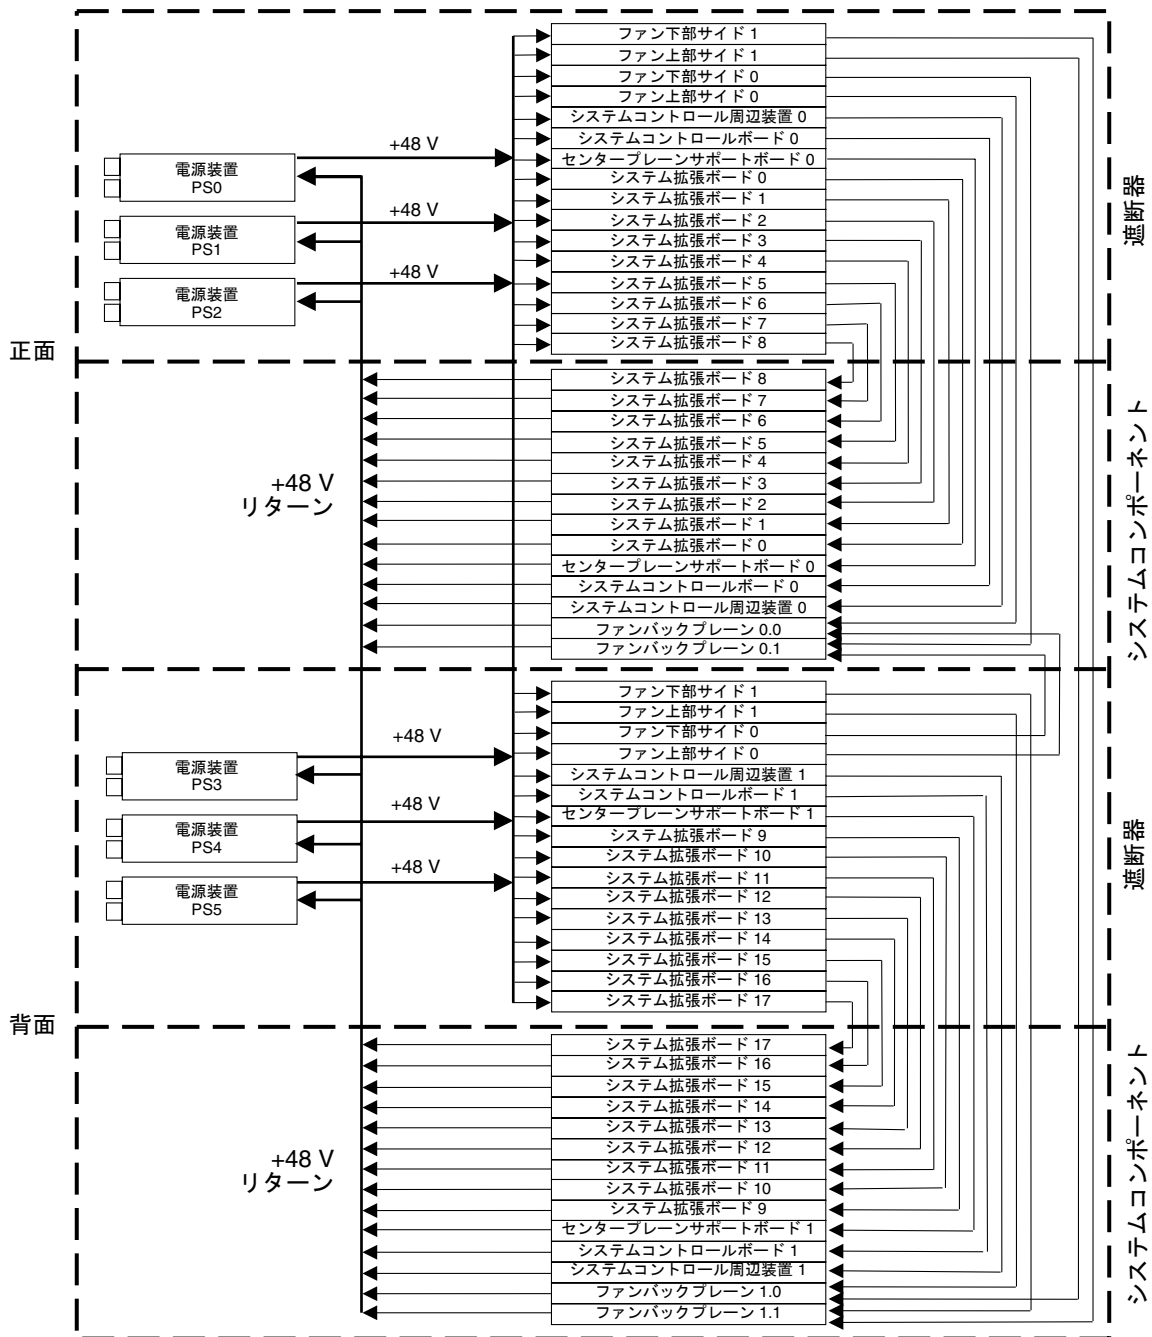 ファン下部サイド 1
ファン上部サイド 1
ファン下部サイド 0
ファン上部サイド 0
システムコントロール周辺装置 0
システムコントロールボード 0
センタープレーンサポートボード 0
システム拡張ボード 0
システム拡張ボード 1
システム拡張ボード 2
システム拡張ボード 3
システム拡張ボード 4
システム拡張ボード 5
システム拡張ボード 6
システム拡張ボード 7
システム拡張ボード 8
+48 V
電源装置
PS0
+48 V
電源装置
PS1
+48 V
電源装置
PS2
遮断器
正面
システム拡張ボード 8
システム拡張ボード 7
システム拡張ボード 6
システム拡張ボード 5
システム拡張ボード 4
システム拡張ボード 3
システム拡張ボード 2
システム拡張ボード 1
システム拡張ボード 0
センタープレーンサポートボード 0
システムコントロールボード 0
システムコントロール周辺装置 0
ファンバックプレーン 0.0
ファンバックプレーン 0.1
+48 V
リターン
システムコンポーネント
ファン下部サイド 1
ファン上部サイド 1
ファン下部サイド 0
ファン上部サイド 0
システムコントロール周辺装置 1
システムコントロールボード 1
センタープレーンサポートボード 1
システム拡張ボード 9
システム拡張ボード 10
システム拡張ボード 11
システム拡張ボード 12
システム拡張ボード 13
システム拡張ボード 14
システム拡張ボード 15
システム拡張ボード 16
システム拡張ボード 17
+48 V
電源装置
PS3
+48 V
電源装置
PS4
+48 V
電源装置
PS5
遮断器
背面
システム拡張ボード 17
システム拡張ボード 16
システム拡張ボード 15
システム拡張ボード 14
システム拡張ボード 13
システム拡張ボード 12
システム拡張ボード 11
システム拡張ボード 10
システム拡張ボード 9
センタープレーンサポートボード 1
システムコントロールボード 1
システムコントロール周辺装置 1
ファンバックプレーン 1.0
ファンバックプレーン 1.1
+48 V
リターン
システムコンポーネント